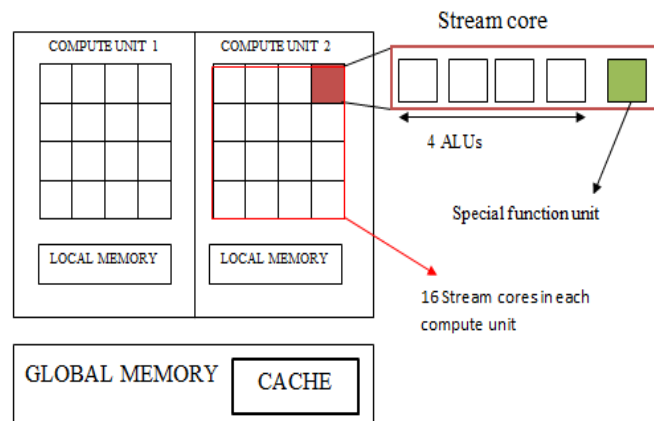 Stream core
COMPUTE UNIT 1
COMPUTE UNIT 2
4 ALUs
Special function unit
LOCAL MEMORY
LOCAL MEMORY
16 Stream cores in each
compute unit
GLOBAL MEMORY
CACHE